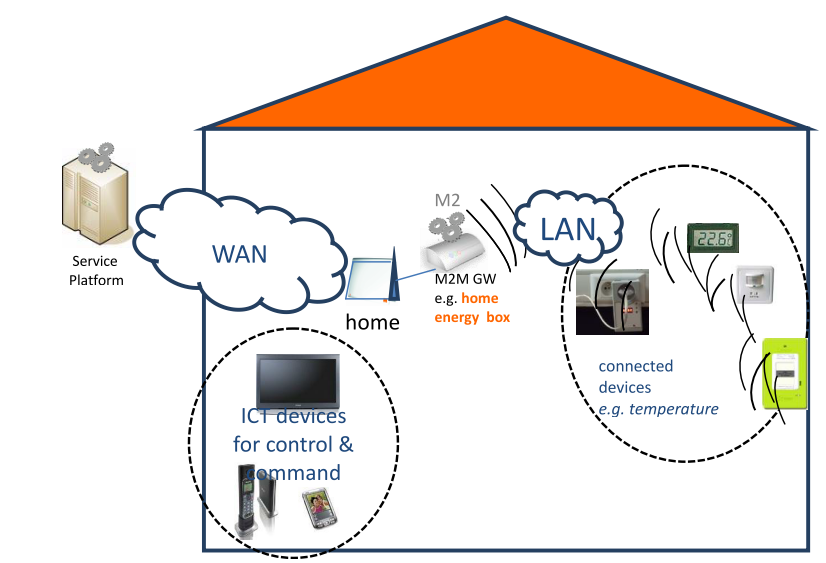 Service
Platform
WAN
home
M2
M2M GW
e.g. home
energy box
LAN
22.6
connected
devices
e.g. temperature
ICT devices
for control &
command